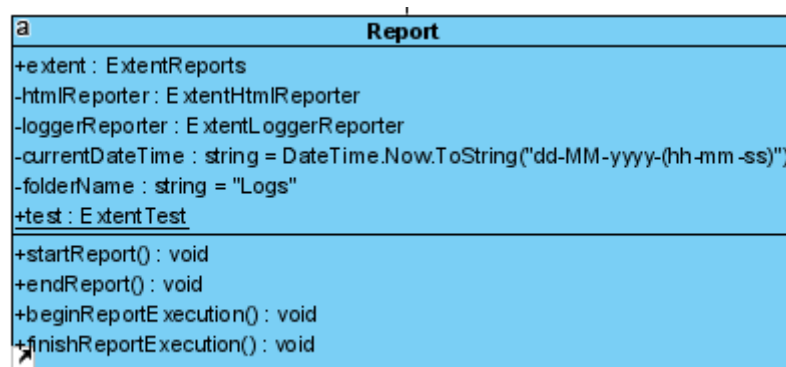 a
Report
+extent : ExtentReports
-htmlReporter : ExtentHtmlReporter
-loggerReporter : ExtentLoggerReporter
-currentDateTime : string = DateTime.Now.ToString("dd-MM-yyyy-(hh-mm-ss)")
-folderName : string = "Logs"
+test : ExtentTest
+startReport() : void
+endReport() : void
+beginReportExecution() : void
+finishReportExecution() : void